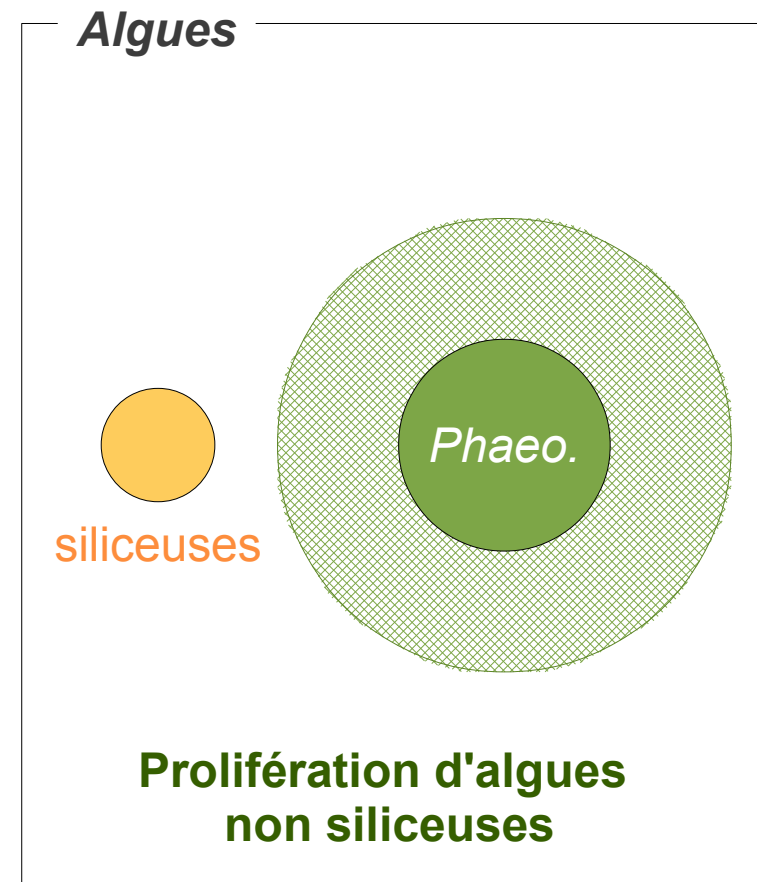 Algues
Phaeo.
siliceuses
Prolifération d'algues
non siliceuses